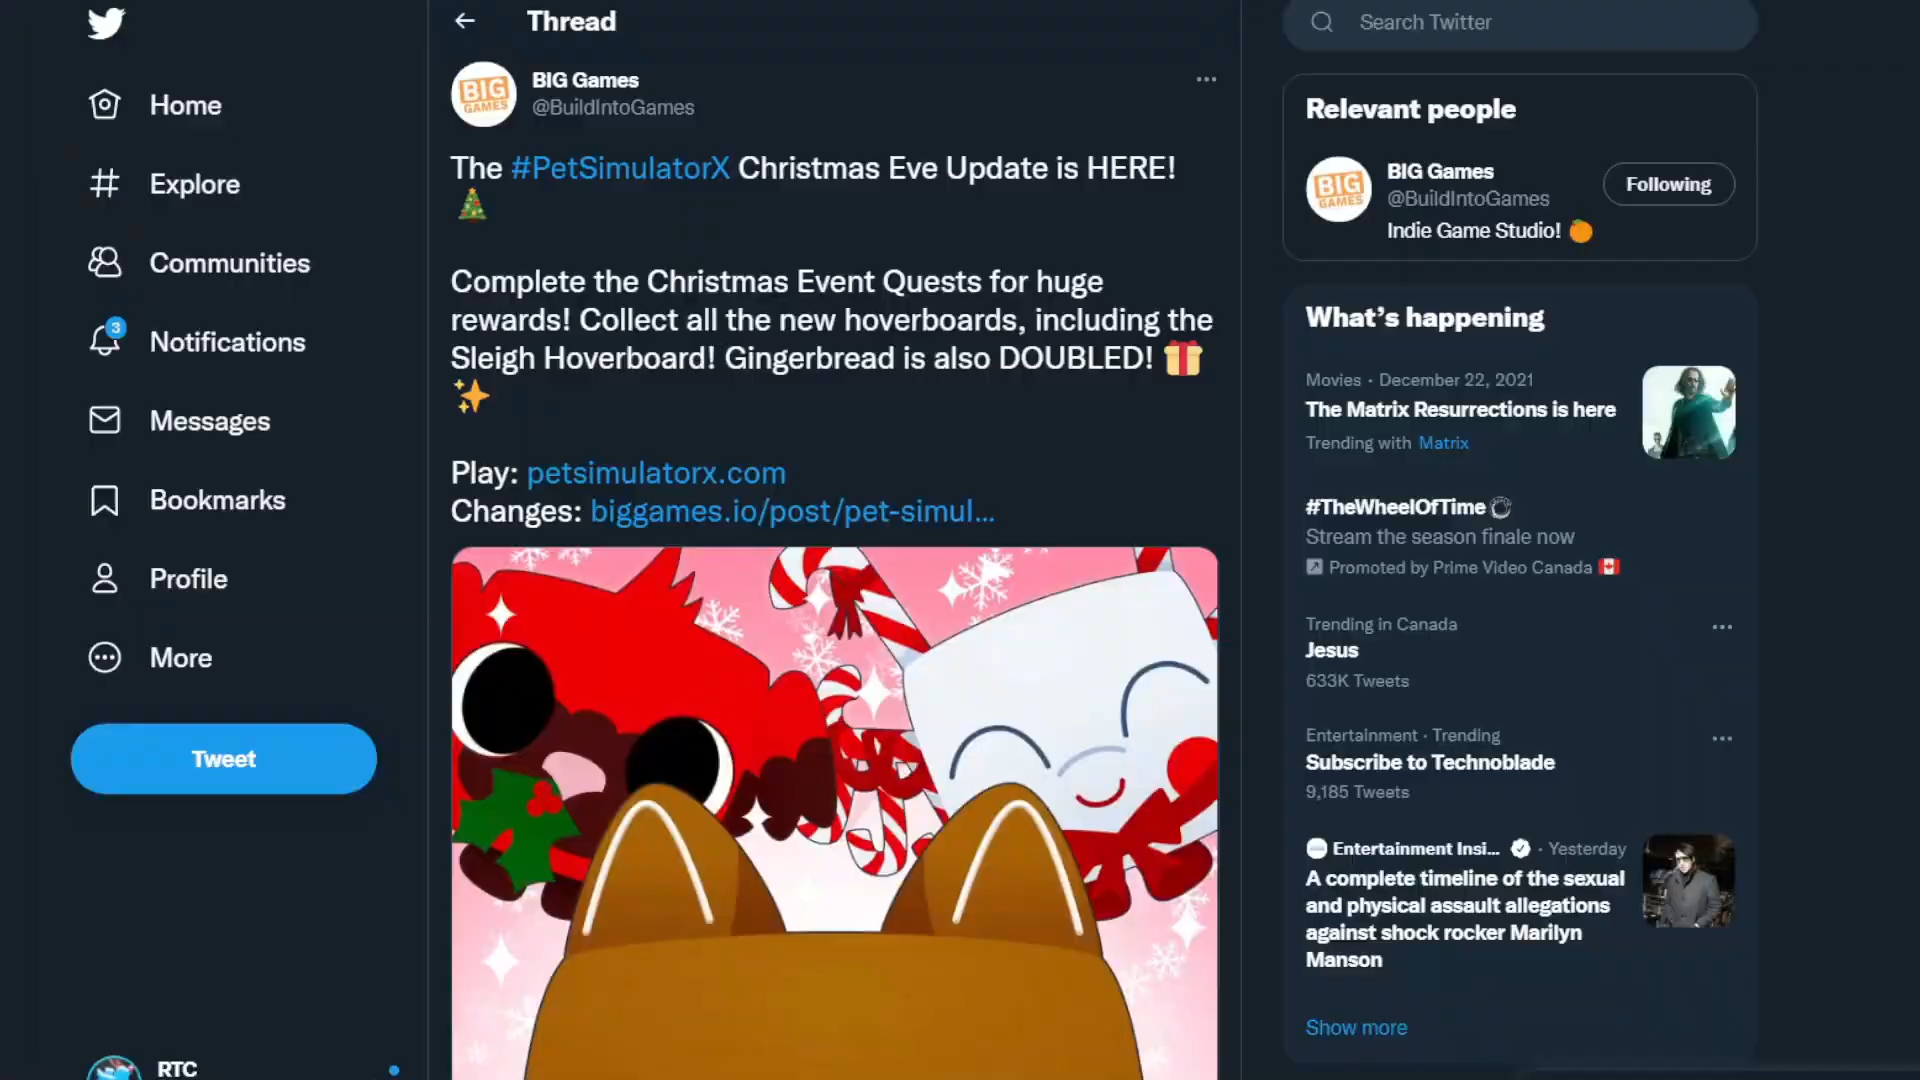 Home
Explore
Communities
3
Notifications
Messages
Bookmarks
Profile
More
Tweet
RTC
Thread
BIG
GAMES
BIG Games
@BuildIntoGames
The #PetSimulatorX Christmas Eve Update is HERE!
🎄
Complete the Christmas Event Quests for huge
rewards! Collect all the new hoverboards, including the
Sleigh Hoverboard! Gingerbread is also DOUBLED! 🎁
✨
Play: petsimulatorx.com
Changes: biggames.io/post/pet-simul...
Search Twitter
Relevant people
BIG
GAMES
BIG Games
@BuildIntoGames
Following
Indie Game Studio! 🍊
What's happening
Movies · December 22, 2021
The Matrix Resurrections is here
Trending with Matrix
#TheWheelOfTime
Stream the season finale now
Promoted by Prime Video Canada 🇨🇦
Trending in Canada
Jesus
633K Tweets
Entertainment · Trending
Subscribe to Technoblade
9,185 Tweets
Entertainment Insi... · Yesterday
A complete timeline of the sexual
and physical assault allegations
against shock rocker Marilyn
Manson
Show more